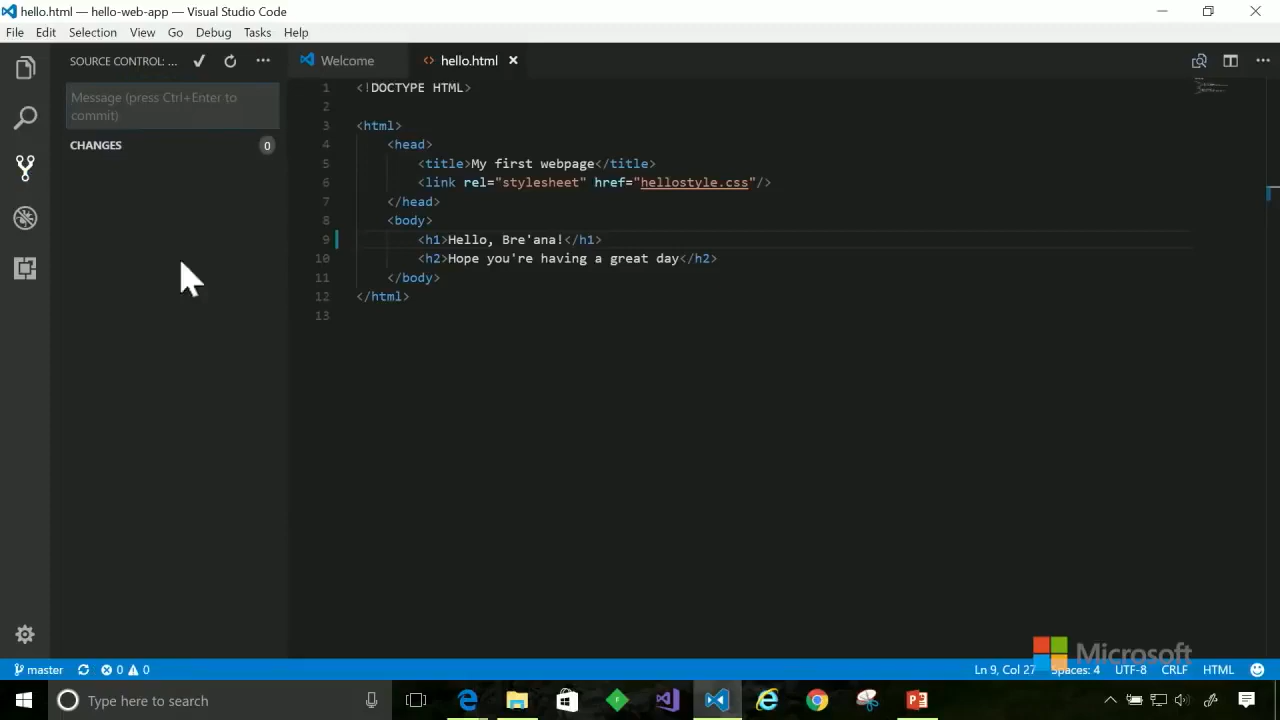 hello.html — hello-web-app — Visual Studio Code
File Edit Selection View Go Debug Tasks Help
SOURCE CONTROL: ...
Welcome
hello.html
Message (press Ctrl+Enter to
commit)
CHANGES 0
1 <!DOCTYPE HTML>
2
3 <html>
4 <head>
5 <title>My first webpage</title>
6 <link rel="stylesheet" href="hellostyle.css"/>
7 </head>
8 <body>
9 <h1>Hello, Bre'ana!</h1>
10 <h2>Hope you're having a great day</h2>
11 </body>
12 </html>
13
Microsoft
master 0 0 Ln 9, Col 27 Spaces: 4 UTF-8 CRLF HTML
Type here to search